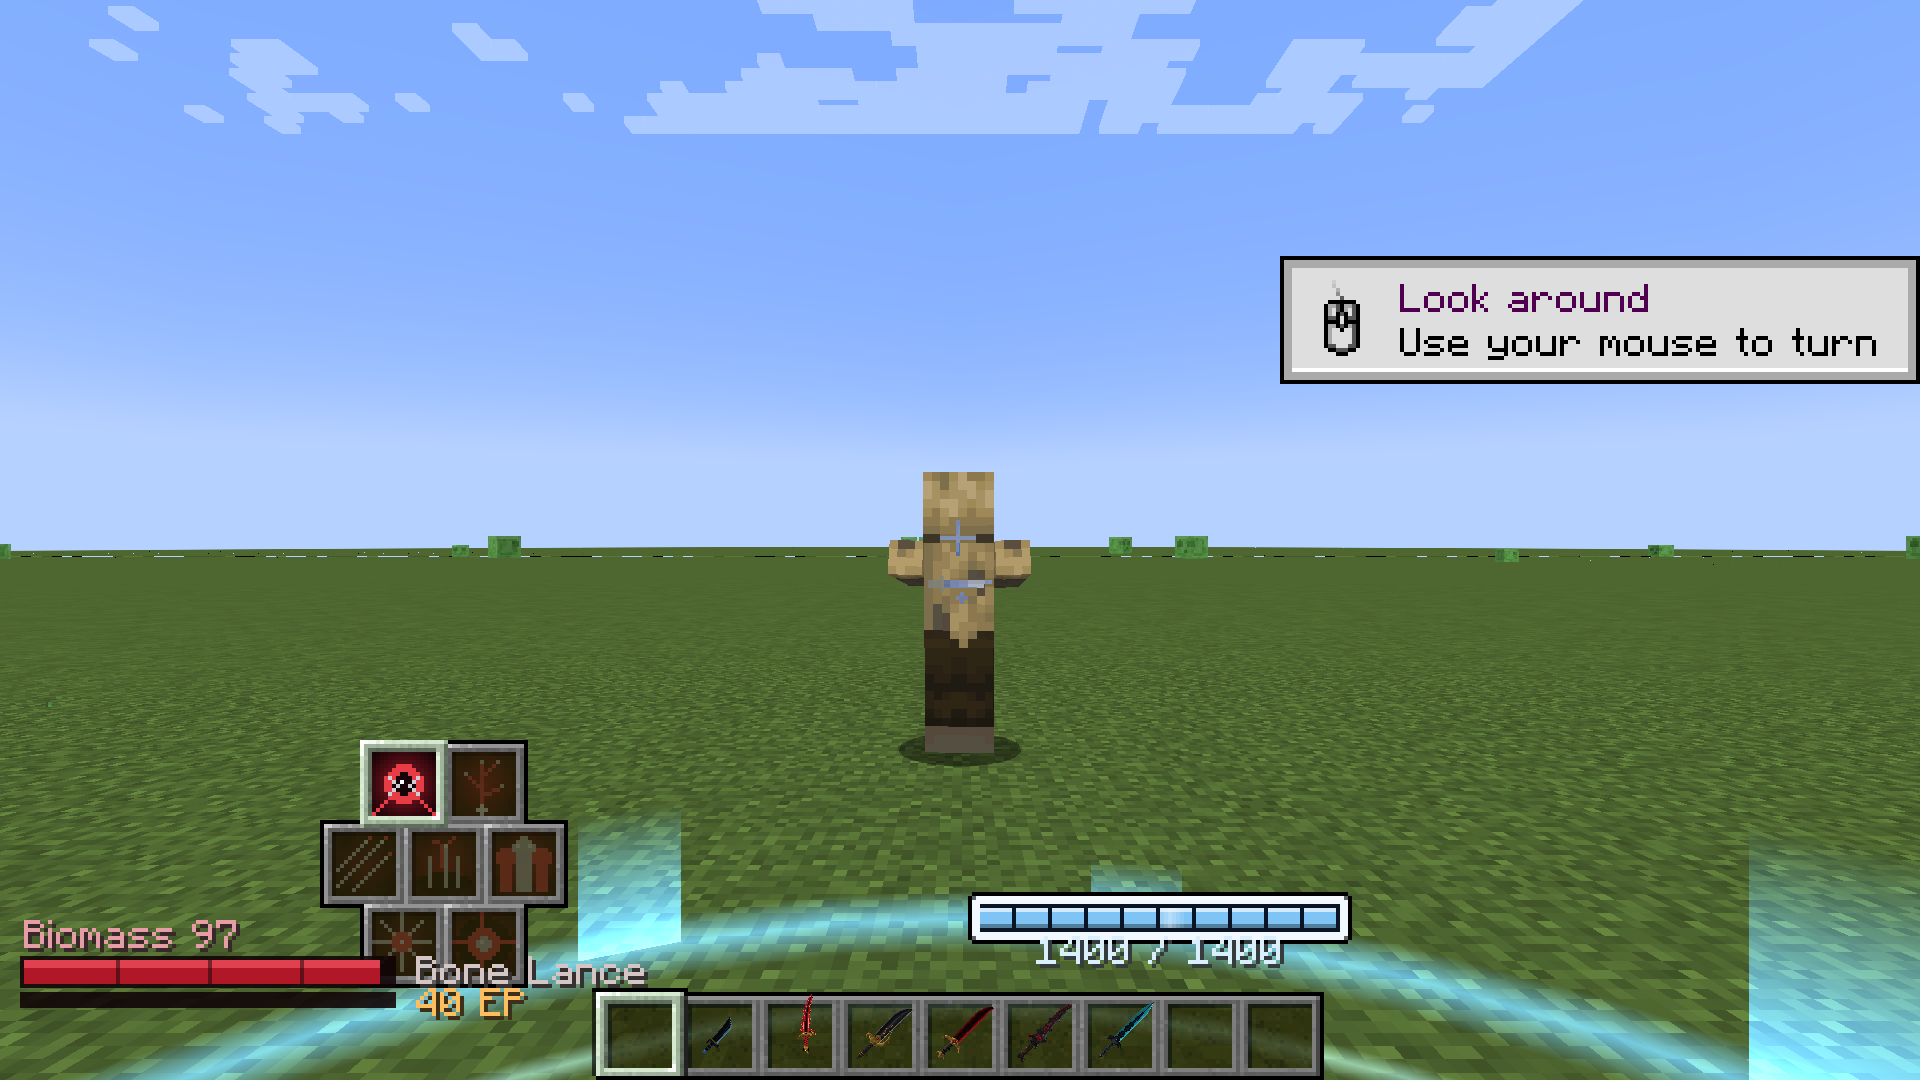 Look around
Use your mouse to turn
Biomass 97
Bone Lance
40 EP
1400 / 1400